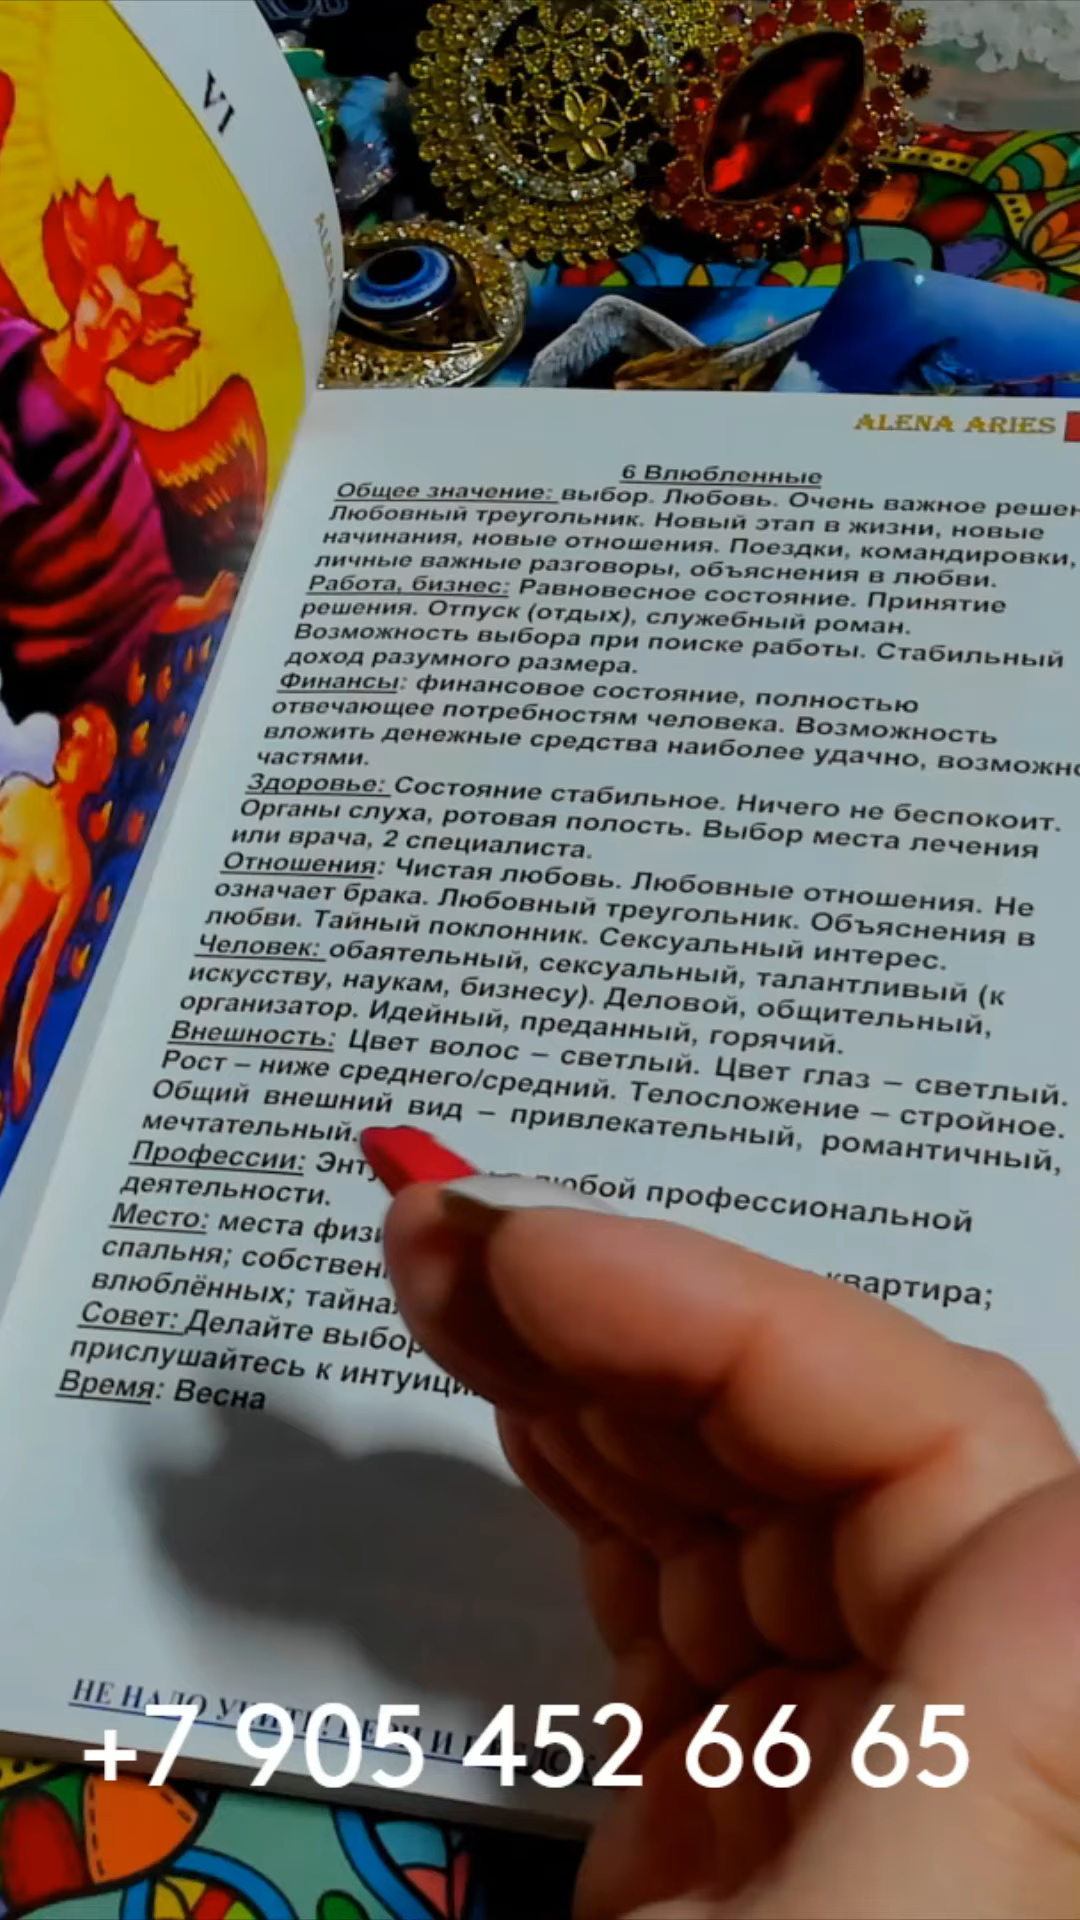 VI
ALENA ARIES
6 Влюбленные
Общее значение: выбор. Любовь. Очень важное
Любовный треугольник. Новый этап в жизни, новые
начинания, новые отношения. Поездки, командировки,
личные важные разговоры, объяснения в любви.
Работа, бизнес: Равновесное состояние. Принятие
решения. Отпуск (отдых), служебный роман.
Возможность выбора при поиске работы. Стабильный
доход разумного размера.
Финансы: финансовое состояние, полностью
отвечающее потребностям человека. Возможность
вложить денежные средства наиболее удачно,
частями.
Здоровье: Состояние стабильное. Ничего не беспокоит.
Органы слуха, ротовая полость. Выбор места лечения
или врача, 2 специалиста.
Отношения: Чистая любовь. Любовные отношения. Не
означает брака. Любовный треугольник. Объяснения в
любви. Тайный поклонник. Сексуальный интерес.
Человек: обаятельный, сексуальный, талантливый (к
искусству, наукам, бизнесу). Деловой, общительный,
организатор. Идейный, преданный, горячий.
Внешность: Цвет волос – светлый. Цвет глаз – светлый.
Рост – ниже среднего/средний. Телосложение – стройное.
Общий внешний вид – привлекательный, романтичный,
мечтательный.
Профессии: любой профессиональной
деятельности.
Место: места квартира;
спальня;
влюблённых;
Совет: Делайте
прислушайтесь к
Время: Весна
НЕ НАДО
+7 905 452 66 65